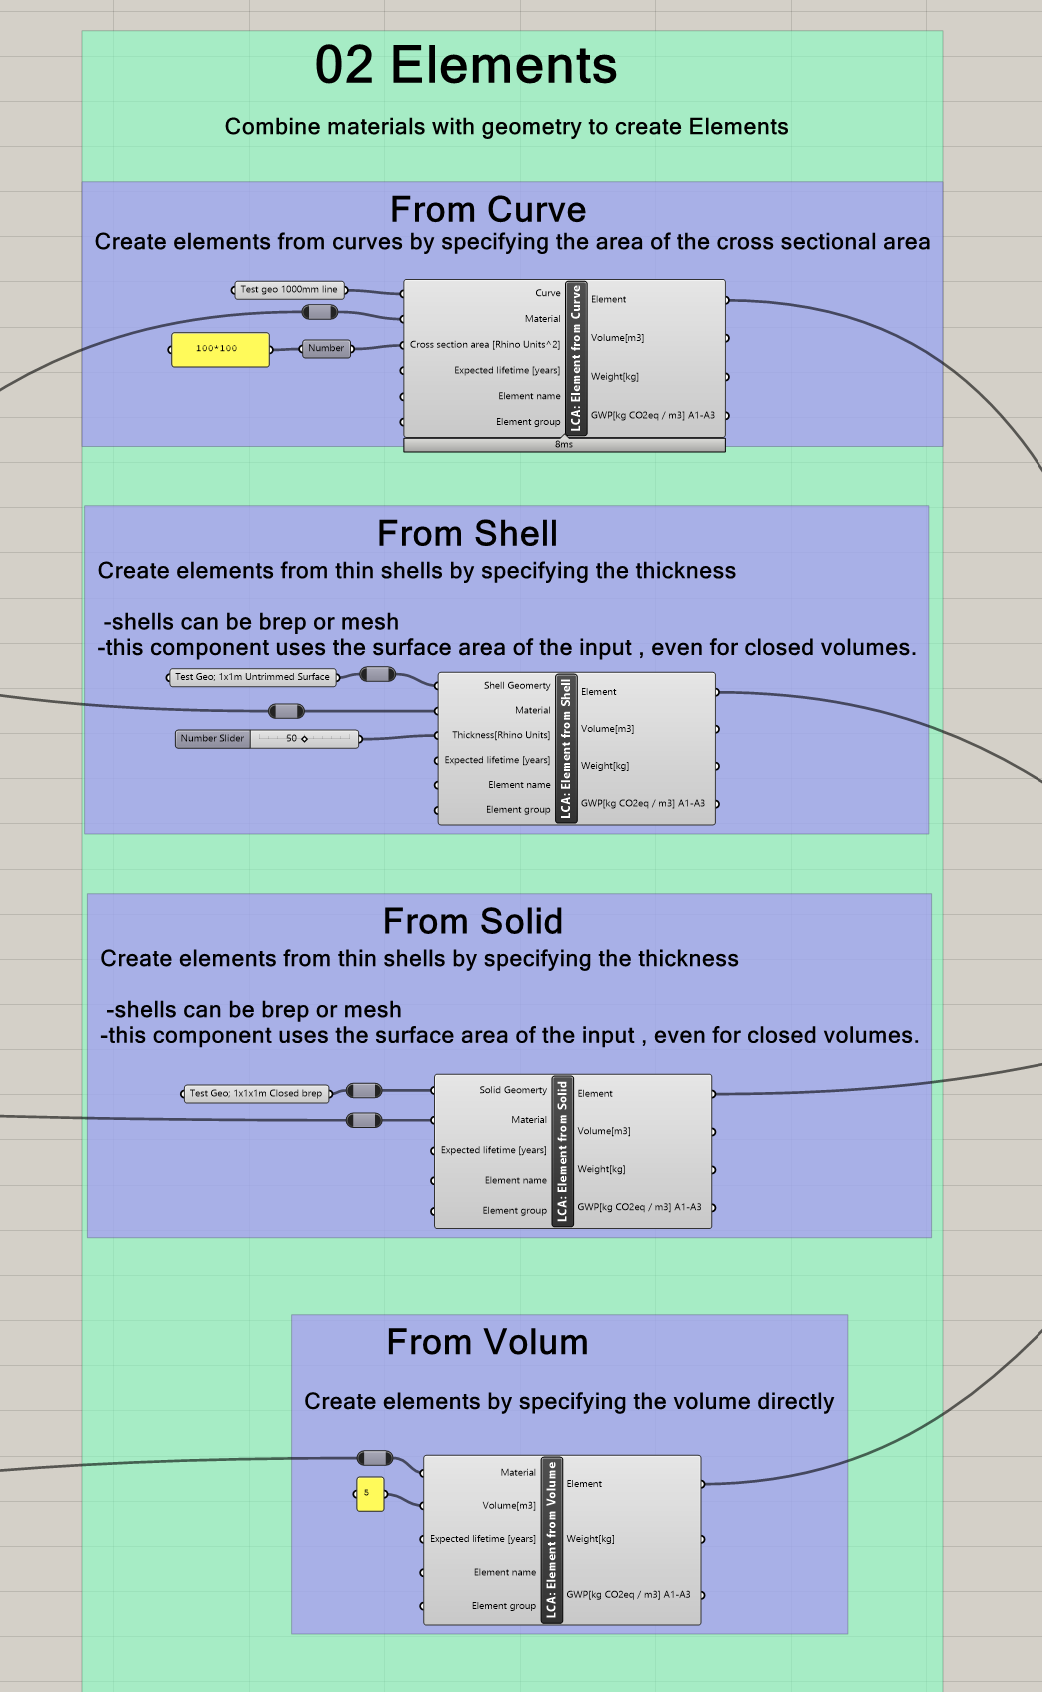 02 Elements
Combine materials with geometry to create Elements
From Curve
Create elements from curves by specifying the area of the cross sectional area
Test geo 1000mm line
100*100
Number
Curve
Material
Cross section area [Rhino Units^2]
Expected lifetime [years]
Element name
Element group
LCA: Element from Curve
Element
Volume[m3]
Weight[kg]
GWP[kg CO2eq / m3] A1-A3
8ms
From Shell
Create elements from thin shells by specifying the thickness
-shells can be brep or mesh
-this component uses the surface area of the input , even for closed volumes.
Test Geo; 1x1m Untrimmed Surface
Number Slider
50
Shell Geomerty
Material
Thickness[Rhino Units]
Expected lifetime [years]
Element name
Element group
LCA: Element from Shell
Element
Volume[m3]
Weight[kg]
GWP[kg CO2eq / m3] A1-A3
From Solid
Create elements from thin shells by specifying the thickness
-shells can be brep or mesh
-this component uses the surface area of the input , even for closed volumes.
Test Geo; 1x1x1m Closed brep
Solid Geomerty
Material
Expected lifetime [years]
Element name
Element group
LCA: Element from Solid
Element
Volume[m3]
Weight[kg]
GWP[kg CO2eq / m3] A1-A3
From Volum
Create elements by specifying the volume directly
5
Material
Volume[m3]
Expected lifetime [years]
Element name
Element group
LCA: Element from Volume
Element
Weight[kg]
GWP[kg CO2eq / m3] A1-A3